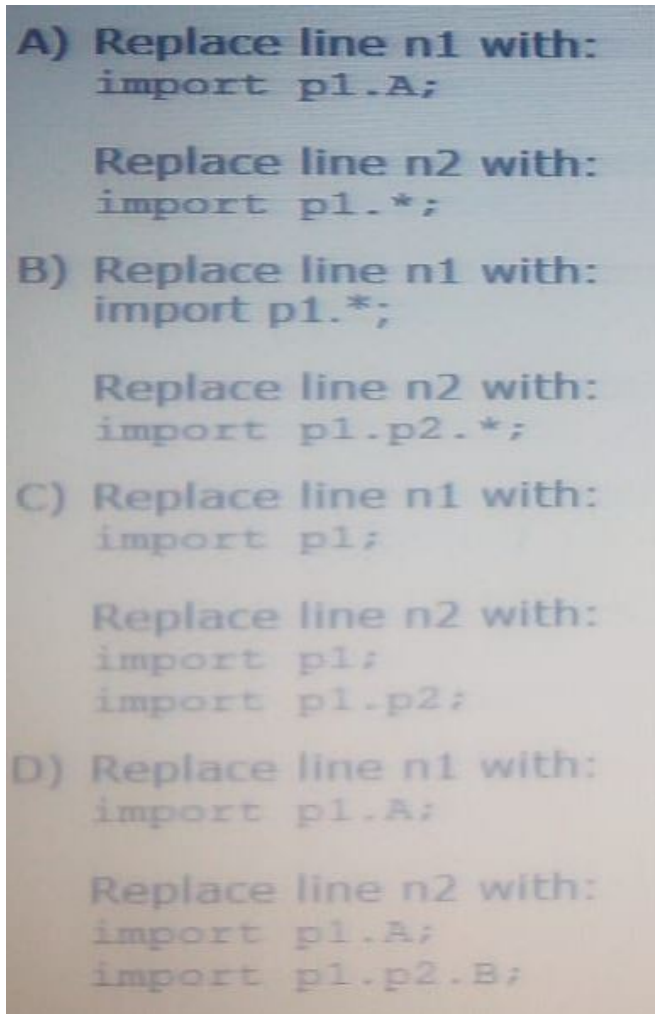 A) Replace line n1 with:
import p1.A;
Replace line n2 with:
import p1.*;
B) Replace line n1 with:
import p1.*;
Replace line n2 with:
import p1.p2.*;
C) Replace line n1 with:
import p1;
Replace line n2 with:
import p1;
import p1.p2;
D) Replace line n1 with:
import p1.A;
Replace line n2 with:
import p1.A;
import p1.p2.B;